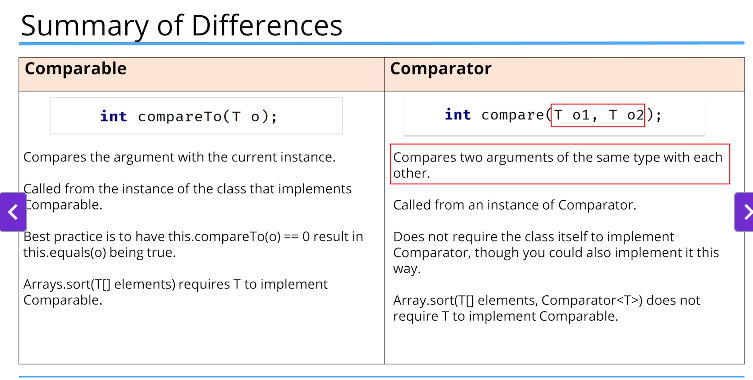 Summary of Differences
Comparable
int compareTo(T o);
Compares the argument with the current instance.
Called from the instance of the class that implements
Comparable.
Best practice is to have this.compareTo(o) == 0 result in
this.equals(o) being true.
Arrays.sort(T[] elements) requires T to implement
Comparable.
Comparator
int compare(T o1, T o2);
Compares two arguments of the same type with each
other.
Called from an instance of Comparator.
Does not require the class itself to implement
Comparator, though you could also implement it this
way.
Array.sort(T[] elements, Comparator<T>) does not
require T to implement Comparable.